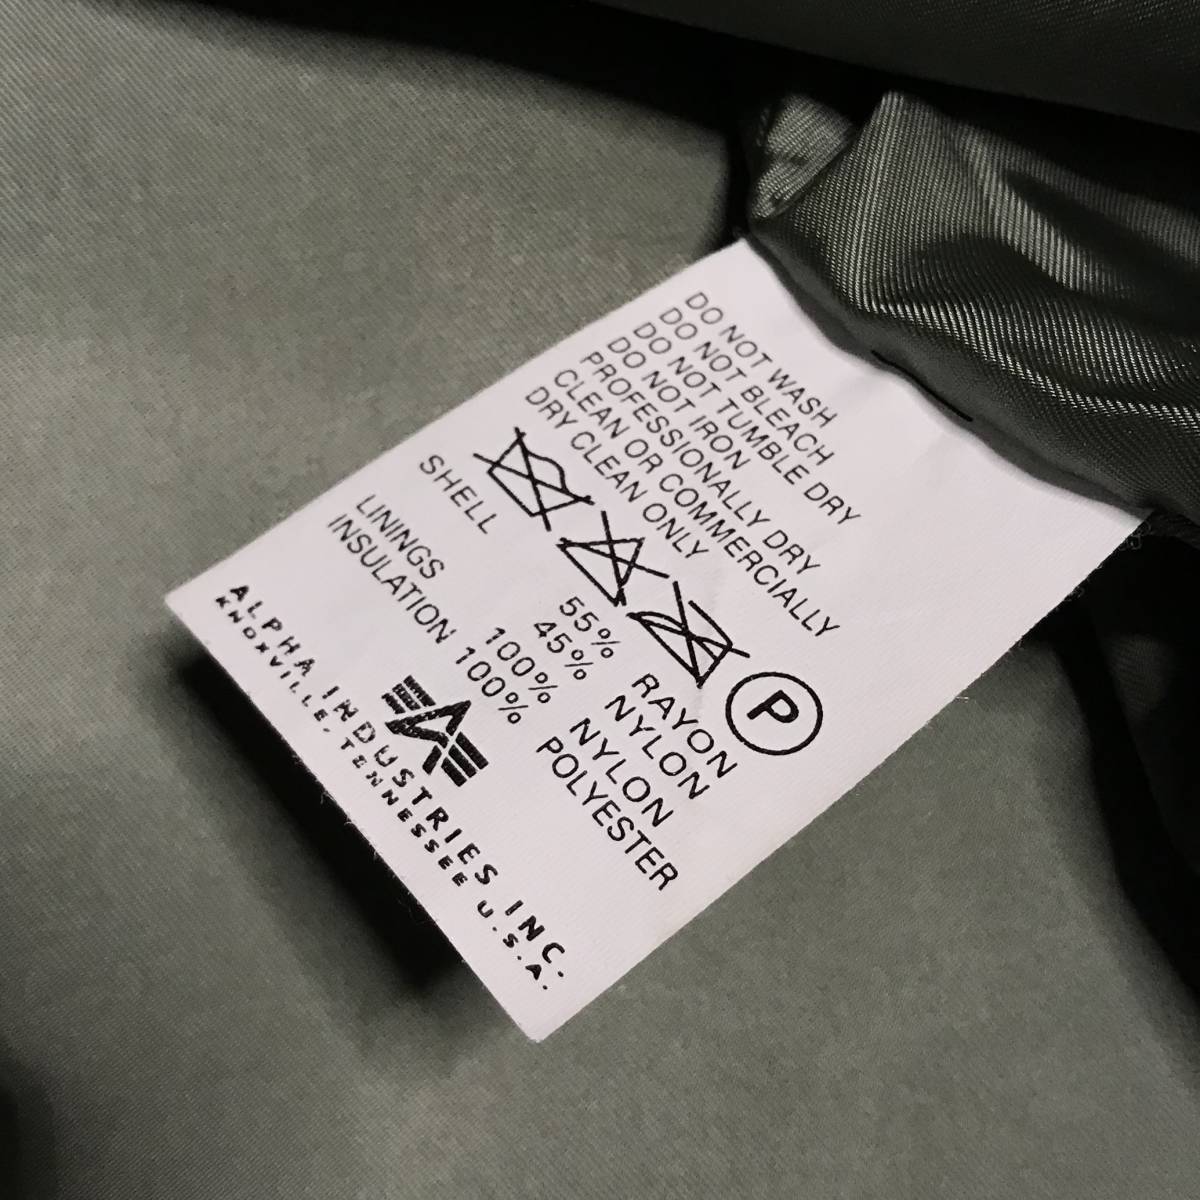 DO NOT WASH
DO NOT BLEACH
DO NOT TUMBLE DRY
DO NOT IRON
PROFESSIONALLY DRY
CLEAN OR COMMERCIALLY
DRY CLEAN ONLY
P
SHELL 55% RAYON
45% NYLON
LININGS 100% NYLON
INSULATION 100% POLYESTER
ALPHA INDUSTRIES, INC.
KNOXVILLE, TENNESSEE U.S.A.